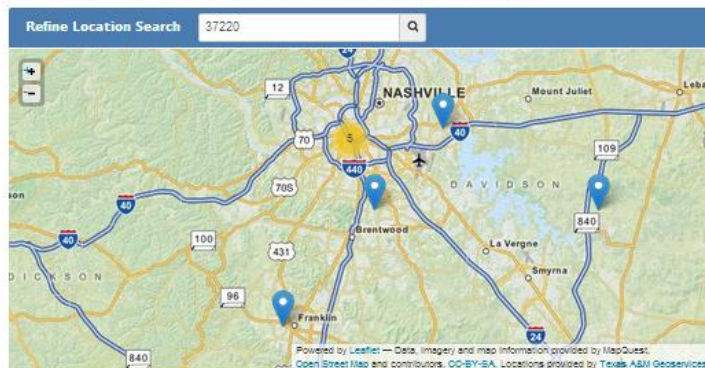 Refine Location Search 37220
24
12
NASHVILLE
Mount Juliet
Leba
40
70
5
109
440
70S
DAVIDSON
son
40
840
40
100
431
Brentwood
La Vergne
DICKSON
96
Smyrna
Franklin
24
840
Powered by Leaflet — Data, imagery and map information provided by MapQuest,
Open Street Map and contributors, CC-BY-SA. Locations provided by Texas A&M Geoservices